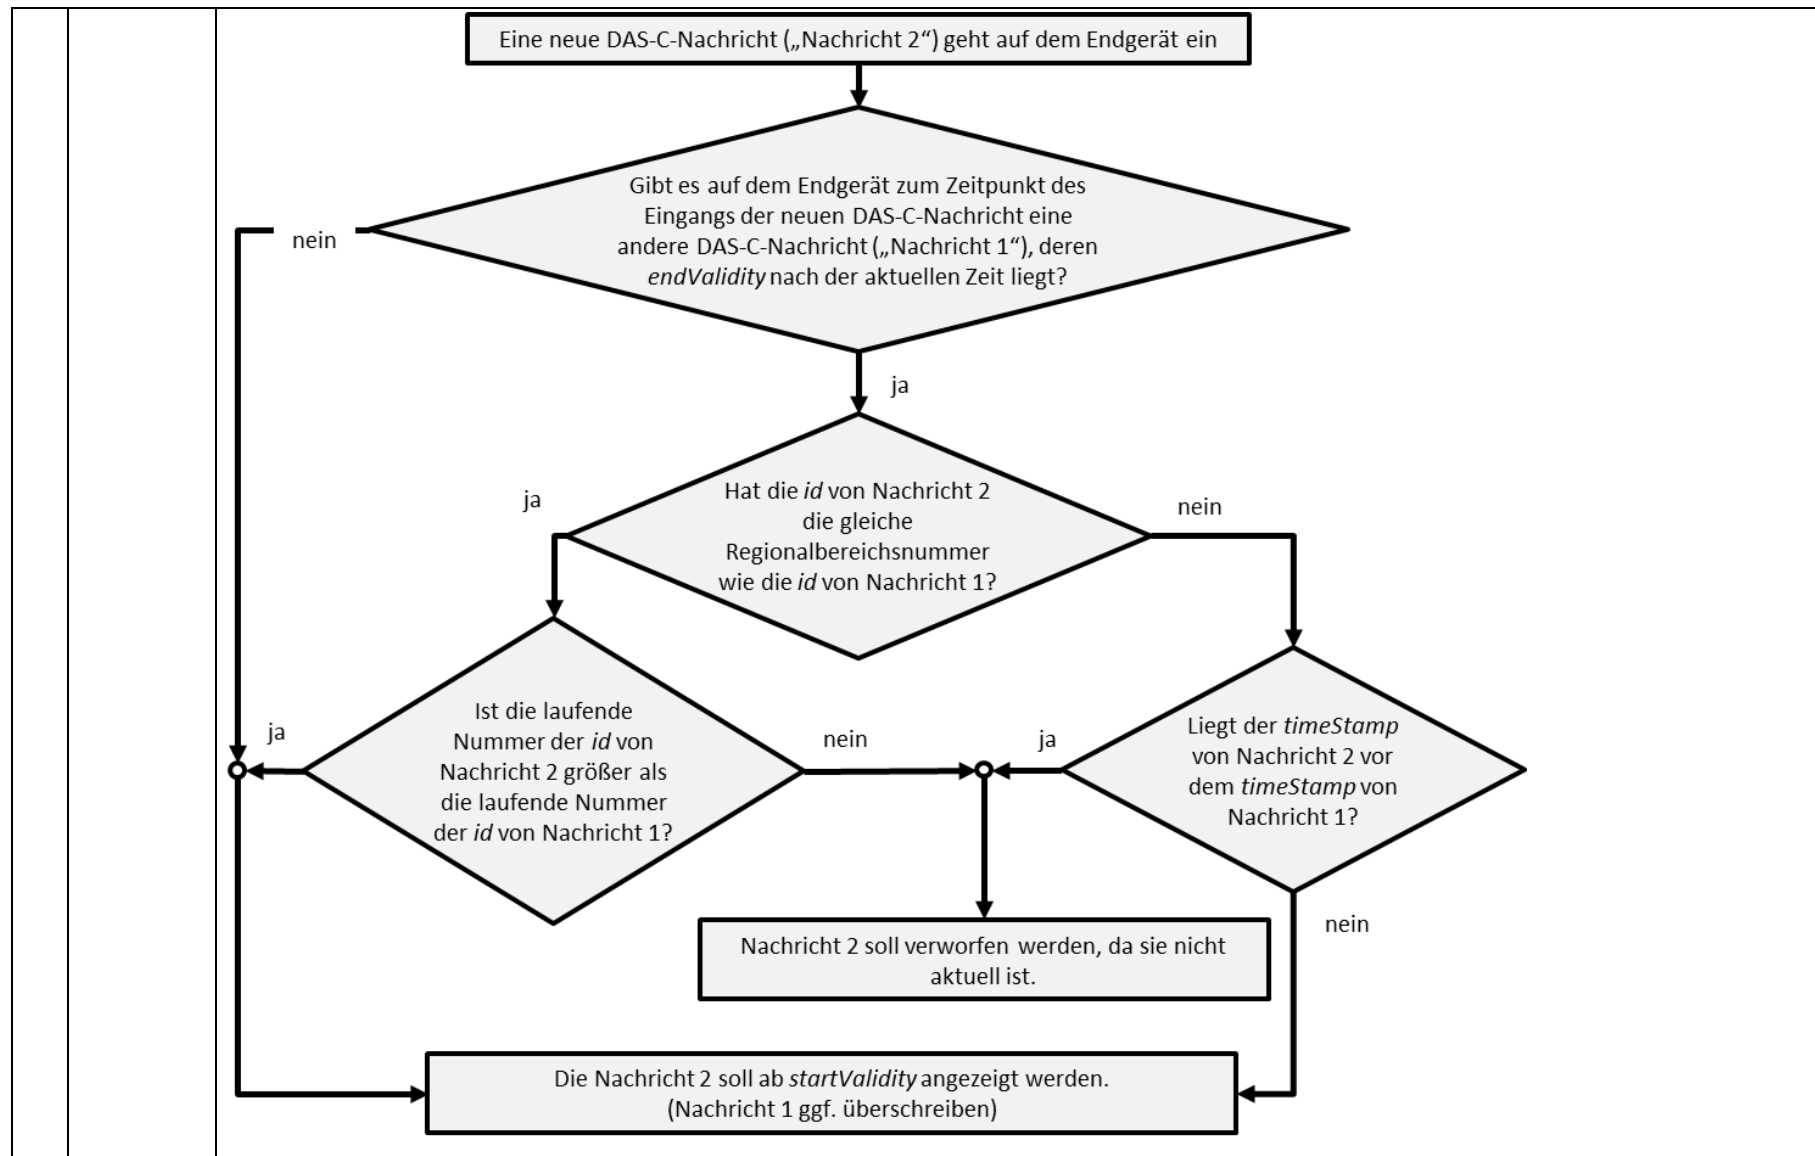 Eine neue DAS-C-Nachricht („Nachricht 2“) geht auf dem Endgerät ein
Gibt es auf dem Endgerät zum Zeitpunkt des
Eingangs der neuen DAS-C-Nachricht eine
andere DAS-C-Nachricht („Nachricht 1“), deren
endValidity nach der aktuellen Zeit liegt?
nein
ja
Hat die id von Nachricht 2
die gleiche
Regionalbereichsnummer
wie die id von Nachricht 1?
ja
nein
Ist die laufende
Nummer der id von
Nachricht 2 größer als
die laufende Nummer
der id von Nachricht 1?
ja
nein
Liegt der timeStamp
von Nachricht 2 vor
dem timeStamp von
Nachricht 1?
ja
nein
Nachricht 2 soll verworfen werden, da sie nicht
aktuell ist.
Die Nachricht 2 soll ab startValidity angezeigt werden.
(Nachricht 1 ggf. überschreiben)